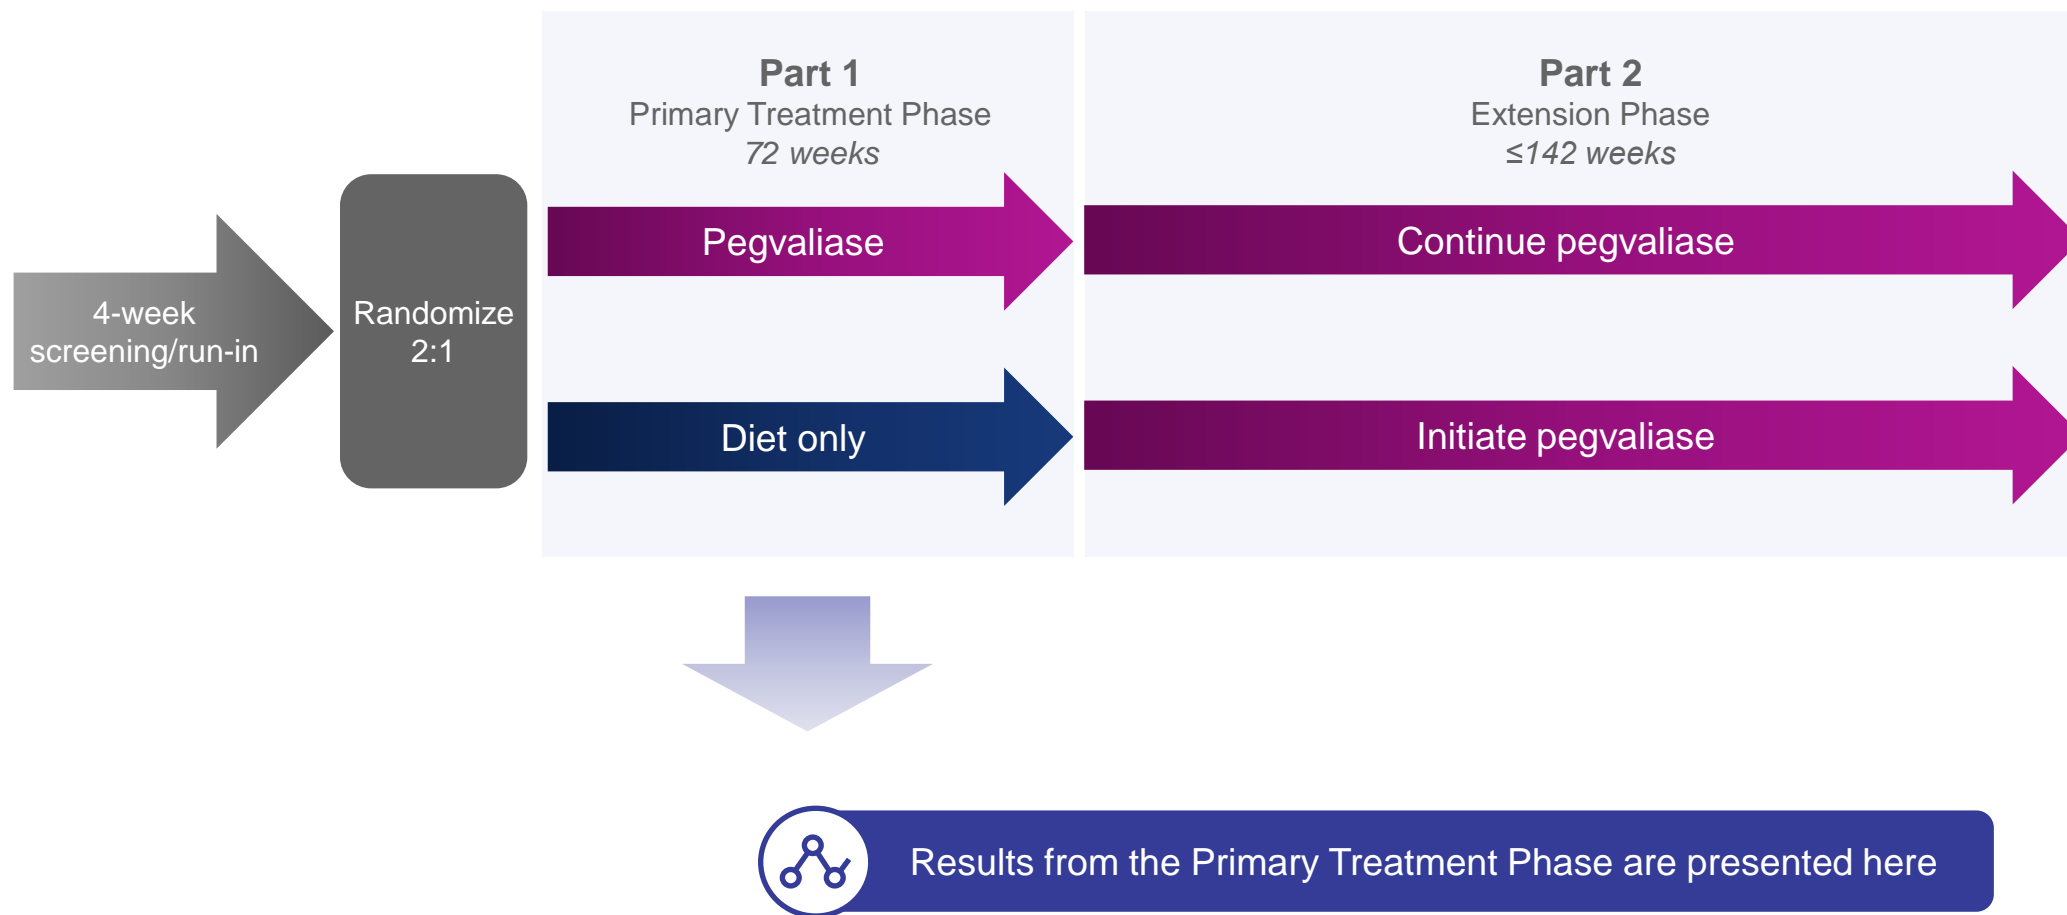 Part 1
Primary Treatment Phase
72 weeks
Part 2
Extension Phase
≤142 weeks
4-week
screening/run-in
Randomize
2:1
Pegvaliase
Continue pegvaliase
Diet only
Initiate pegvaliase
Results from the Primary Treatment Phase are presented here